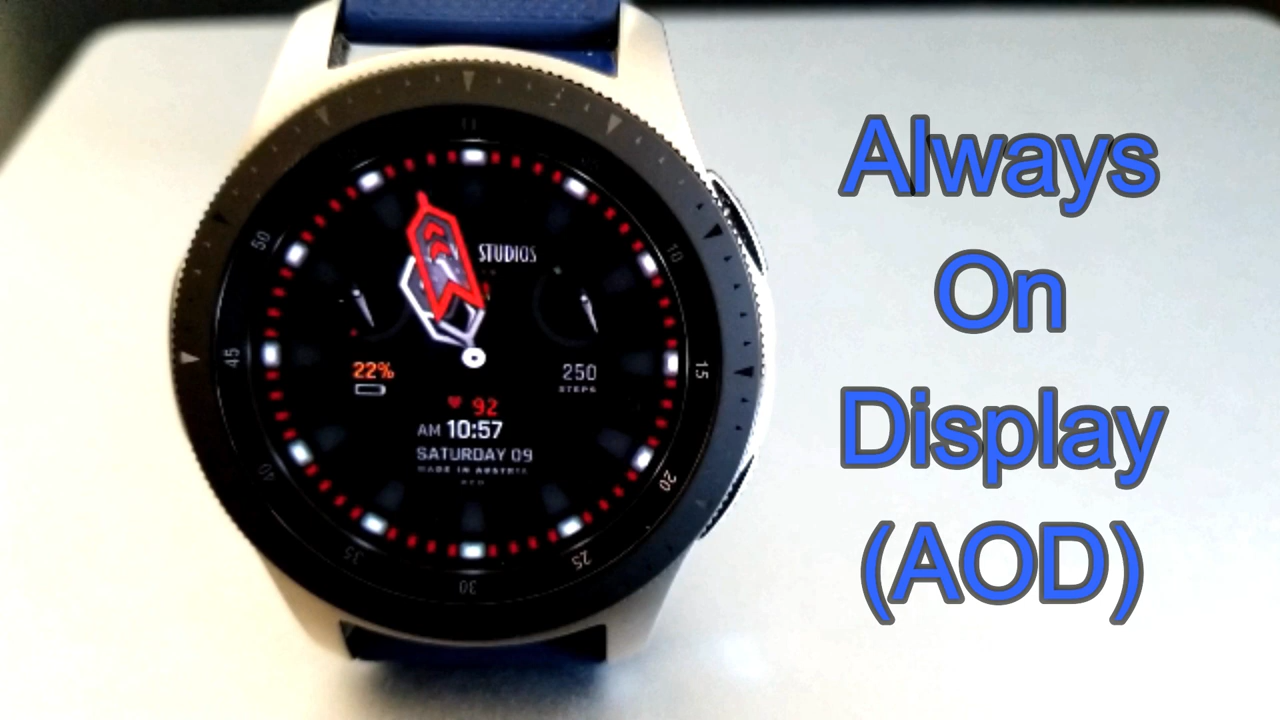 Always
On
Display
(AOD)
STUDIOS
22%
250
STEPS
92
AM 10:57
SATURDAY 09
MADE IN AUSTRIA
10
15
20
25
30
35
40
45
50